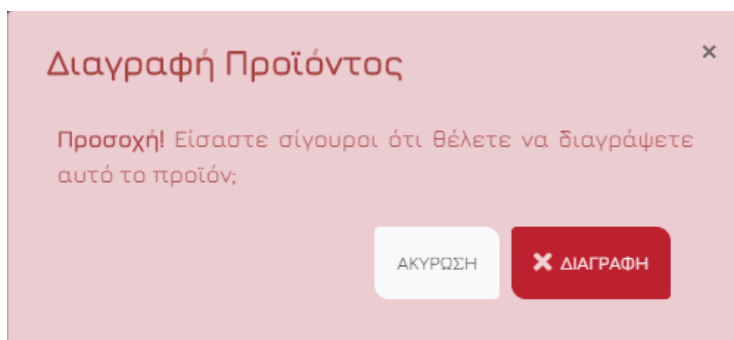 Διαγραφή Προϊόντος
×
Προσοχή! Είσαστε σίγουροι ότι θέλετε να διαγράψετε
αυτό το προϊόν;
ΑΚΥΡΩΣΗ
✖ ΔΙΑΓΡΑΦΗ